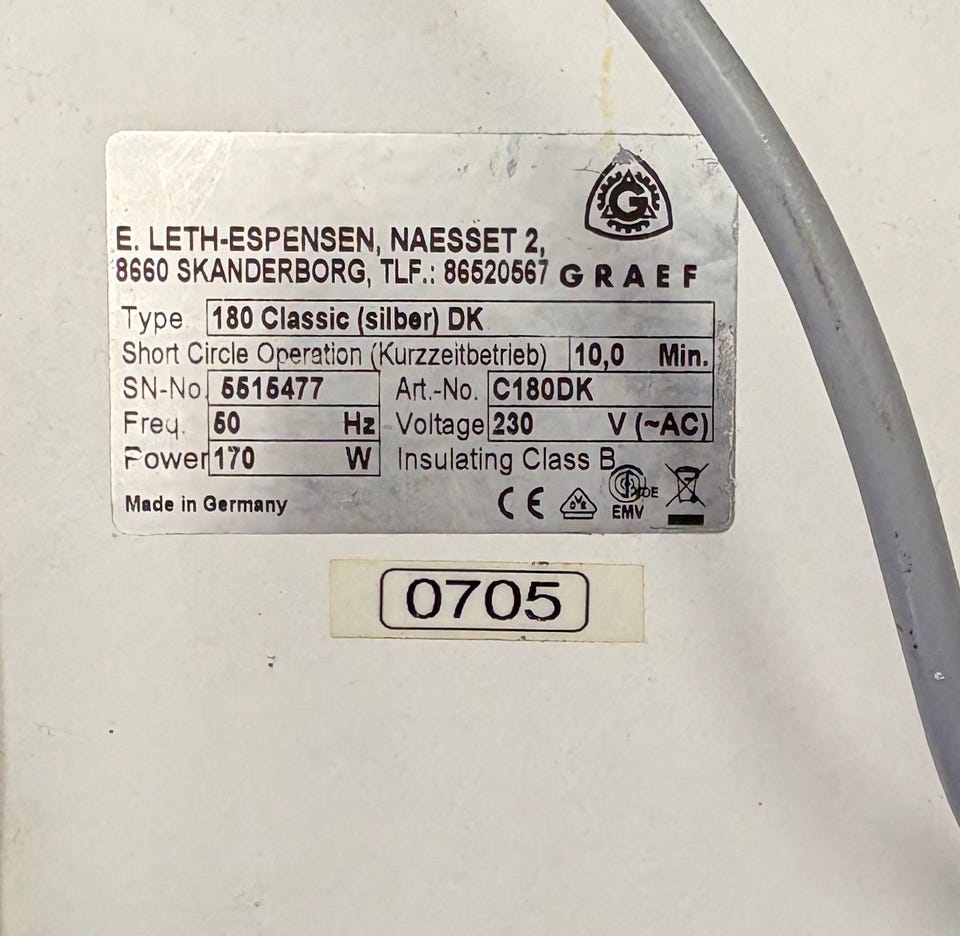 G
E. LETH-ESPENSEN, NAESSET 2,
8660 SKANDERBORG, TLF.: 86520567 GRAEF
Type 180 Classic (silber) DK
Short Circle Operation (Kurzzeitbetrieb) 10,0 Min.
SN-No. 5515477 Art.-No. C180DK
Freq. 50 Hz Voltage 230 V (~AC)
Power 170 W Insulating Class B
Made in Germany CE VDE
EMV
0705